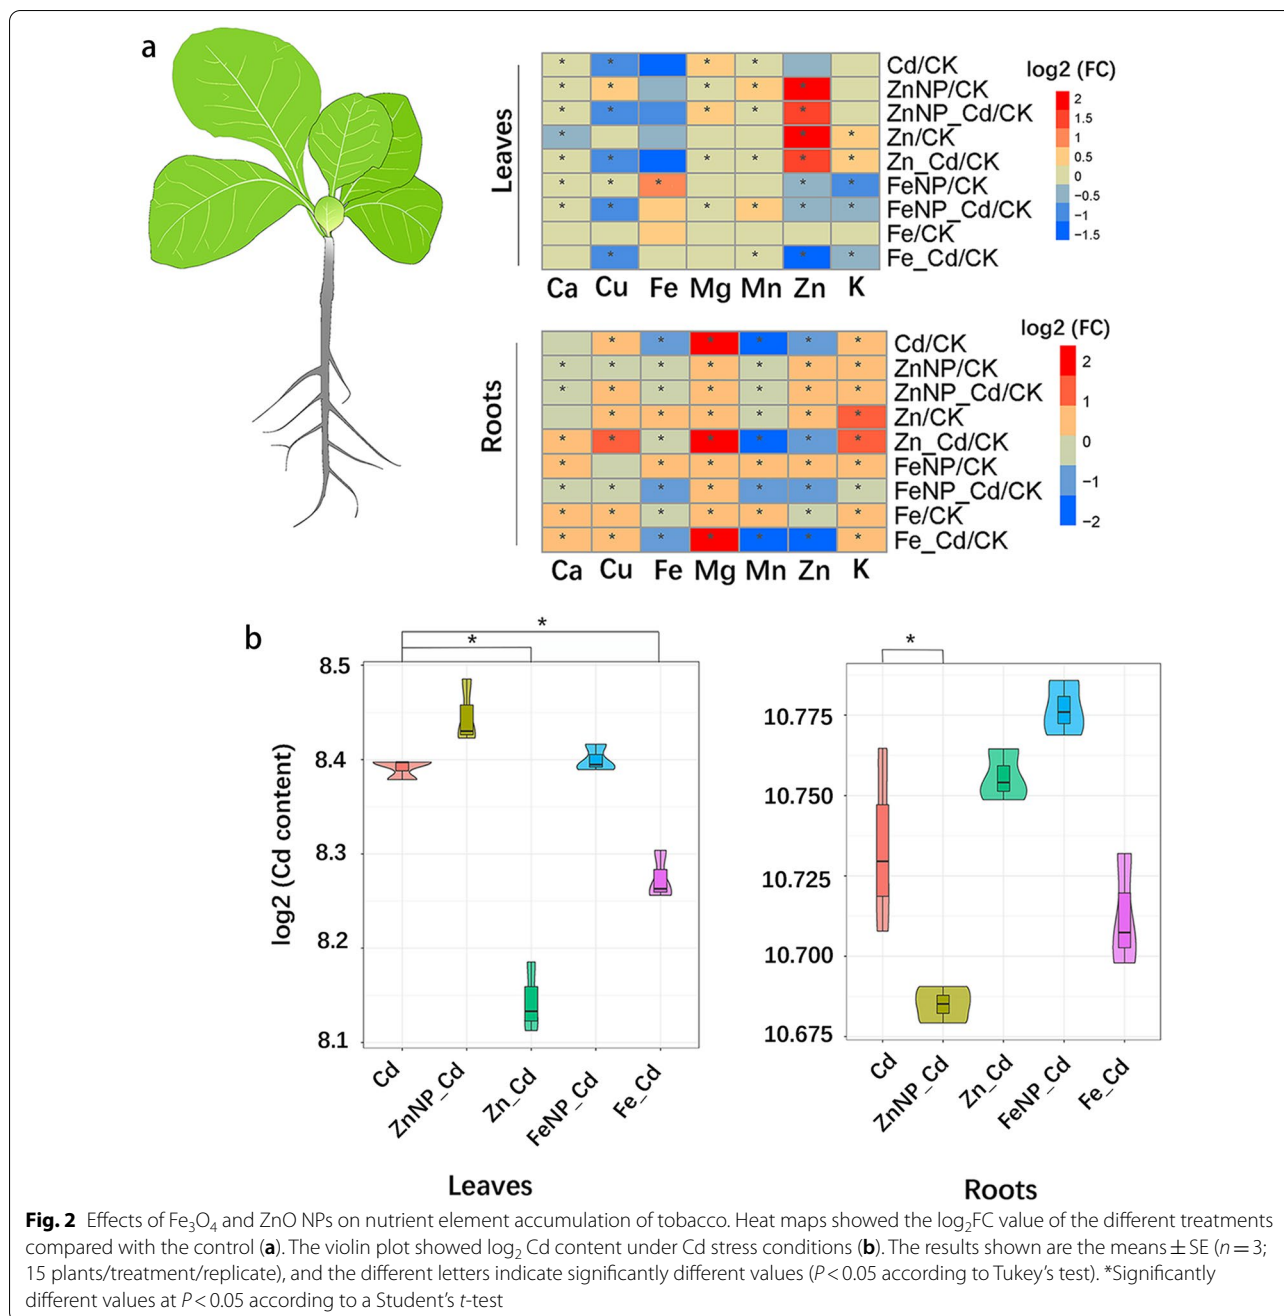 a
Leaves
* * * * Cd/CK
* * * * * ZnNP/CK
* * * * * ZnNP_Cd/CK
* * * Zn/CK
* * * * * * Zn_Cd/CK
* * * * * FeNP/CK
* * * * * * FeNP_Cd/CK
Fe/CK
* * * * Fe_Cd/CK
Ca Cu Fe Mg Mn Zn K
log2 (FC)
2
1.5
1
0.5
0
−0.5
−1
−1.5
Roots
* * * * * * Cd/CK
* * * * * * * ZnNP/CK
* * * * * * * ZnNP_Cd/CK
* * * * * * Zn/CK
* * * * * * * Zn_Cd/CK
* * * * * * FeNP/CK
* * * * * * * FeNP_Cd/CK
* * * * * * * Fe/CK
* * * * * * * Fe_Cd/CK
Ca Cu Fe Mg Mn Zn K
log2 (FC)
2
1
0
−1
−2
b
log2 (Cd content)
* *
8.5
8.4
8.3
8.2
8.1
Cd ZnNP_Cd Zn_Cd FeNP_Cd Fe_Cd
Leaves
*
10.775
10.750
10.725
10.700
10.675
Cd ZnNP_Cd Zn_Cd FeNP_Cd Fe_Cd
Roots
Fig. 2 Effects of Fe₃O₄ and ZnO NPs on nutrient element accumulation of tobacco. Heat maps showed the log₂FC value of the different treatments
compared with the control (a). The violin plot showed log₂ Cd content under Cd stress conditions (b). The results shown are the means ± SE (n = 3;
15 plants/treatment/replicate), and the different letters indicate significantly different values (P < 0.05 according to Tukey's test). *Significantly
different values at P < 0.05 according to a Student's t-test